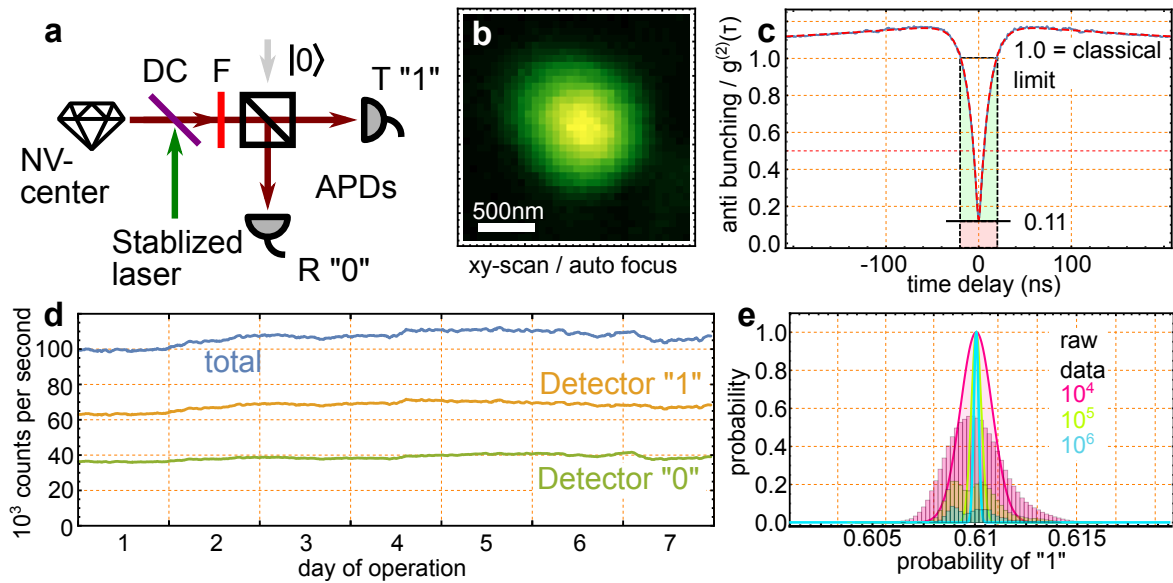 a
DC F |0⟩
T "1"
NV-
center
APDs
Stablized
laser
R "0"
b
500nm
xy-scan / auto focus
c
anti bunching / g(2)(τ)
1.0
0.8
0.6
0.4
0.2
0.0
1.0 = classical
limit
0.11
-100 0 100
time delay (ns)
d
10³ counts per second
100
80
60
40
20
0
total
Detector "1"
Detector "0"
1 2 3 4 5 6 7
day of operation
e
probability
1.0
0.8
0.6
0.4
0.2
0.0
raw
data
10⁴
10⁵
10⁶
0.605 0.61 0.615
probability of "1"